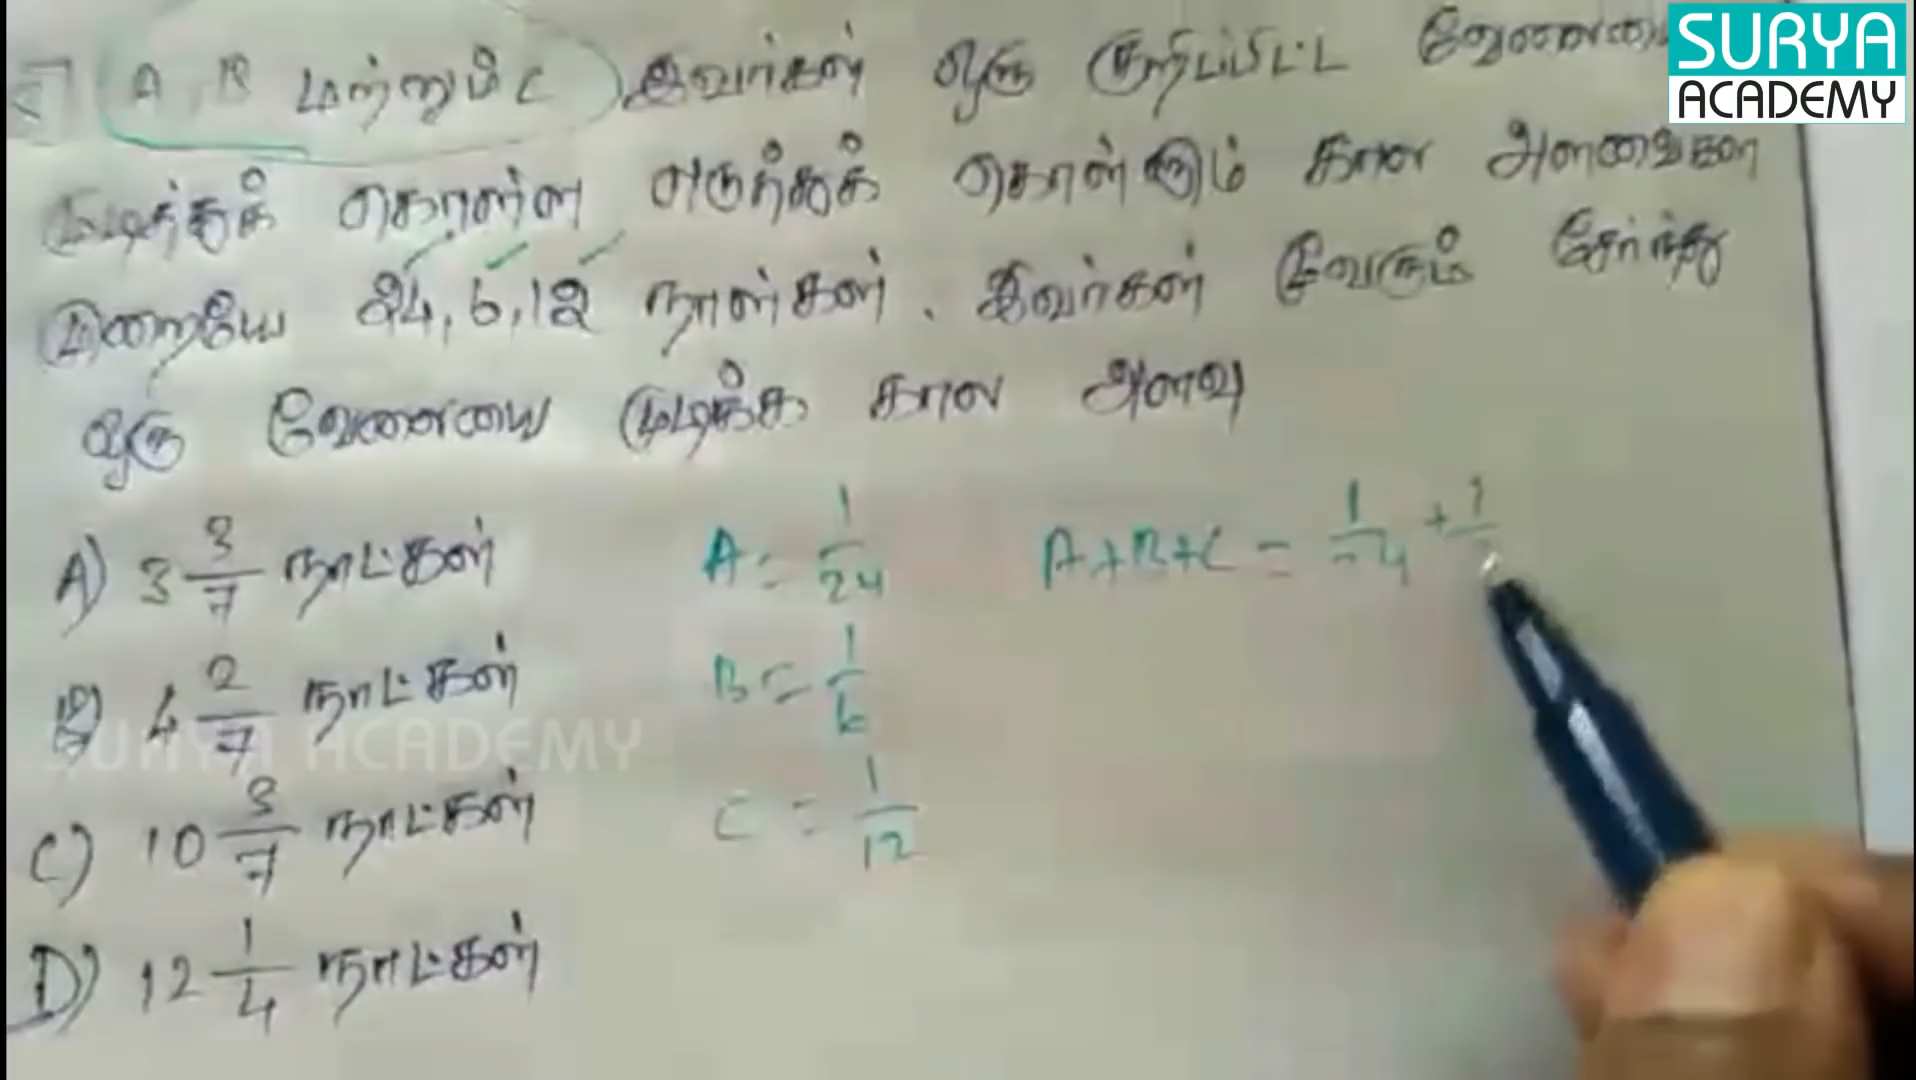 SURYA
ACADEMY
A, B மற்றும் C இவர்கள் ஒரு குறிப்பிட்ட வேலையை
முடித்துக் கொள்ள எடுத்துக் கொள்ளும் கால அளவுகள்
முறையே 24, 6, 12 நாள்கள். இவர்கள் மூவரும் சேர்ந்து
ஒரு வேலையை முடிக்க கால அளவு
A) 3 3/7 நாட்கள்
B) 4 2/7 நாட்கள்
C) 10 3/7 நாட்கள்
D) 12 1/4 நாட்கள்
A = 1/24
B = 1/6
C = 1/12
A+B+C = 1/24 + 1
SURYA ACADEMY